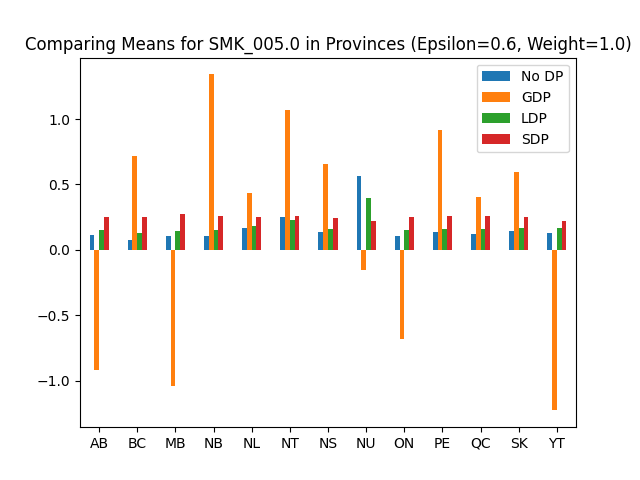 Comparing Means for SMK_005.0 in Provinces (Epsilon=0.6, Weight=1.0)
No DP
GDP
LDP
SDP
1.0
0.5
0.0
−0.5
−1.0
AB BC MB NB NL NT NS NU ON PE QC SK YT